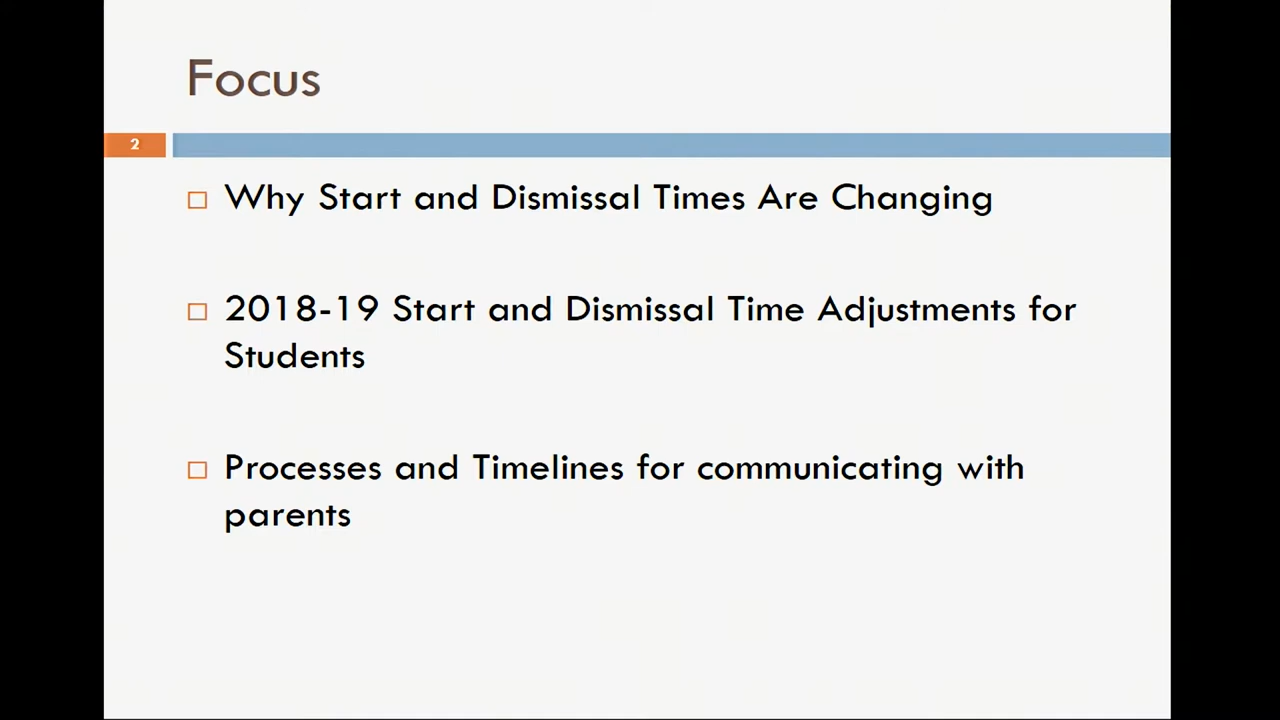 Focus
2
Why Start and Dismissal Times Are Changing
2018-19 Start and Dismissal Time Adjustments for
Students
Processes and Timelines for communicating with
parents